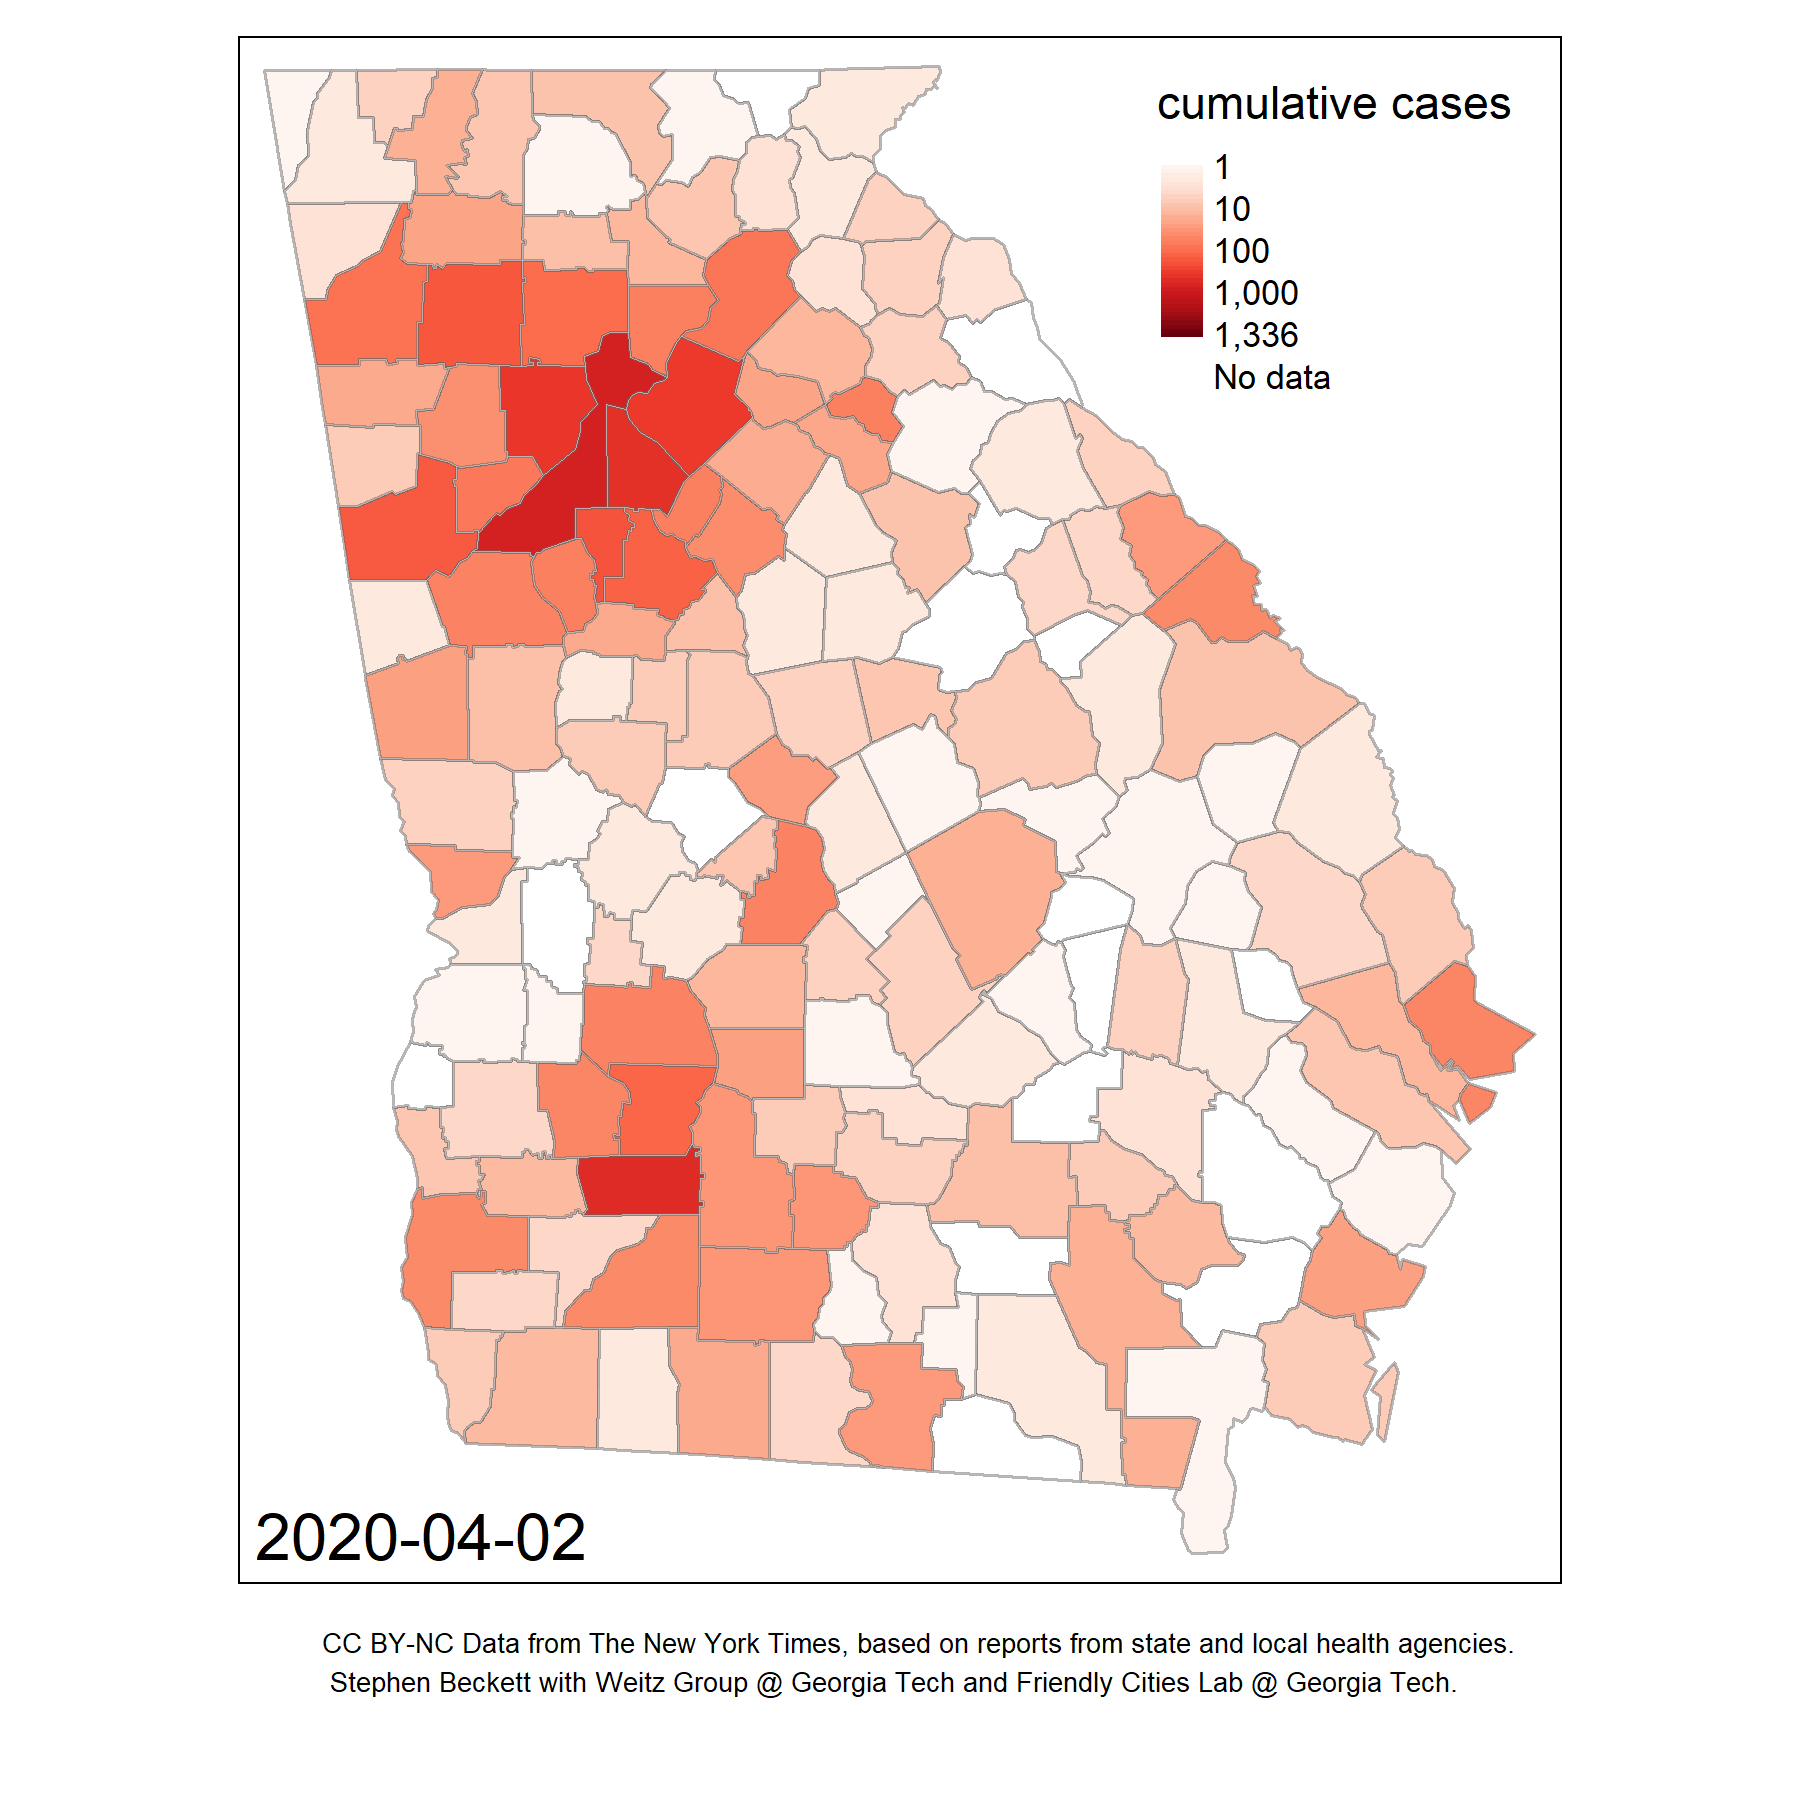 cumulative cases
1
10
100
1,000
1,336
No data
2020-04-02
CC BY-NC Data from The New York Times, based on reports from state and local health agencies.
Stephen Beckett with Weitz Group @ Georgia Tech and Friendly Cities Lab @ Georgia Tech.